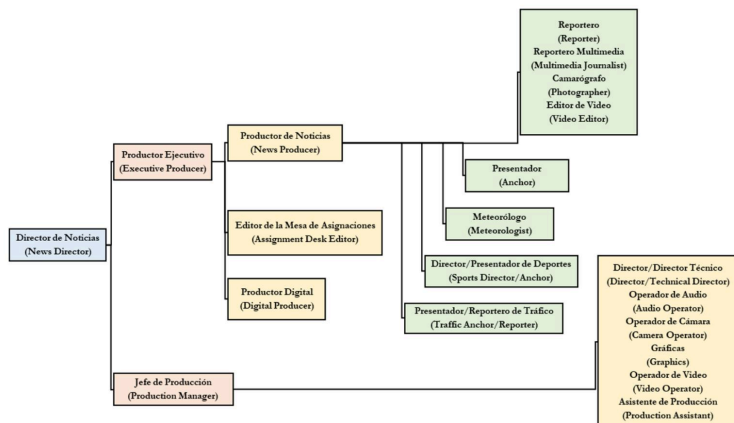 Reportero
(Reporter)
Reportero Multimedia
(Multimedia Journalist)
Camarógrafo
(Photographer)
Editor de Video
(Video Editor)
Productor de Noticias
(News Producer)
Productor Ejecutivo
(Executive Producer)
Presentador
(Anchor)
Meteorólogo
(Meteorologist)
Editor de la Mesa de Asignaciones
(Assignment Desk Editor)
Director de Noticias
(News Director)
Director/Presentador de Deportes
(Sports Director/Anchor)
Productor Digital
(Digital Producer)
Presentador/Reportero de Tráfico
(Traffic Anchor/Reporter)
Director/Director Técnico
(Director/Technical Director)
Operador de Audio
(Audio Operator)
Operador de Cámara
(Camera Operator)
Gráficas
(Graphics)
Operador de Video
(Video Operator)
Asistente de Producción
(Production Assistant)
Jefe de Producción
(Production Manager)